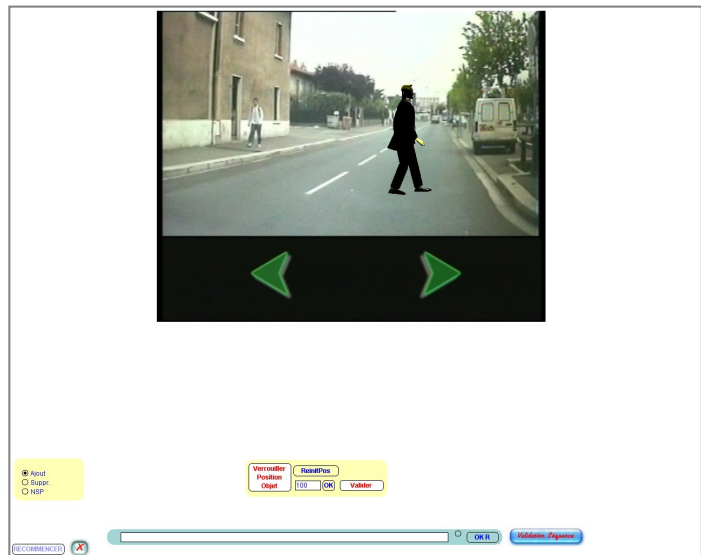 Ajout
Suppr.
NSP
Verrouiller
Position
Objet
ReinitPos
100
OK
Valider
RECOMMENCER
X
OK R
Validation Séquence